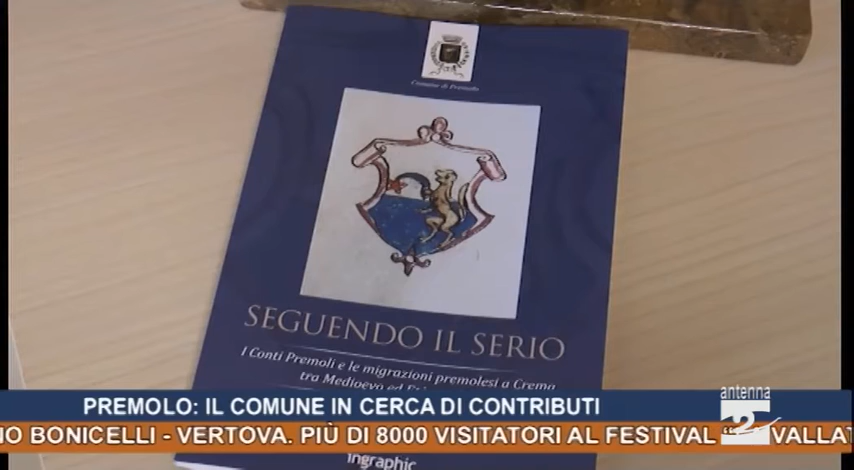 Comune di Premolo
SEGUENDO IL SERIO
I Conti Premoli e le migrazioni premolesi a Crema
tra Medioevo ed
antenna
2
PREMOLO: IL COMUNE IN CERCA DI CONTRIBUTI
NO BONICELLI - VERTOVA. PIÙ DI 8000 VISITATORI AL FESTIVAL “ VALLAT
ingraphic